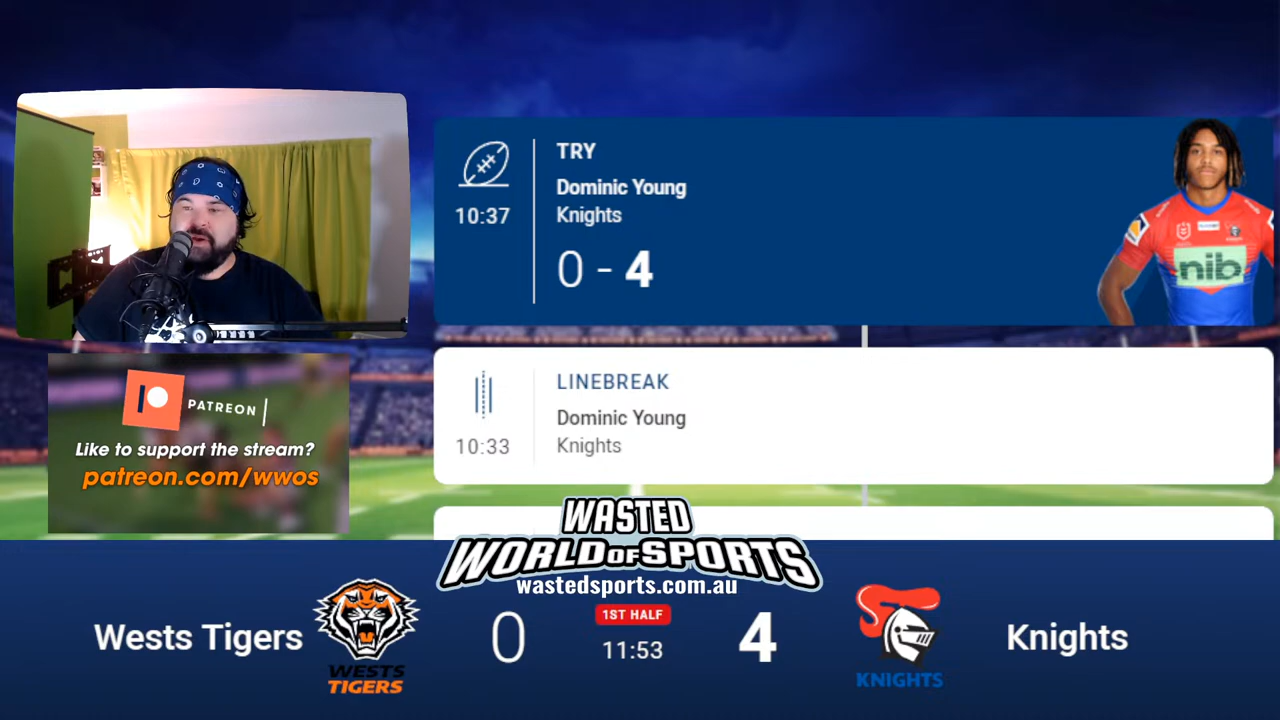 TRY
10:37
Dominic Young
Knights
0 - 4
nib
PATREON
Like to support the stream?
patreon.com/wwos
LINEBREAK
10:33
Dominic Young
Knights
WASTED
WORLD OF SPORTS
wastedsports.com.au
Wests Tigers
WESTS
TIGERS
0
1ST HALF
11:53
4
KNIGHTS
Knights